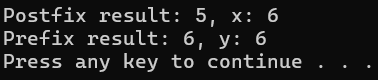 Postfix result: 5, x: 6
Prefix result: 6, y: 6
Press any key to continue . . .